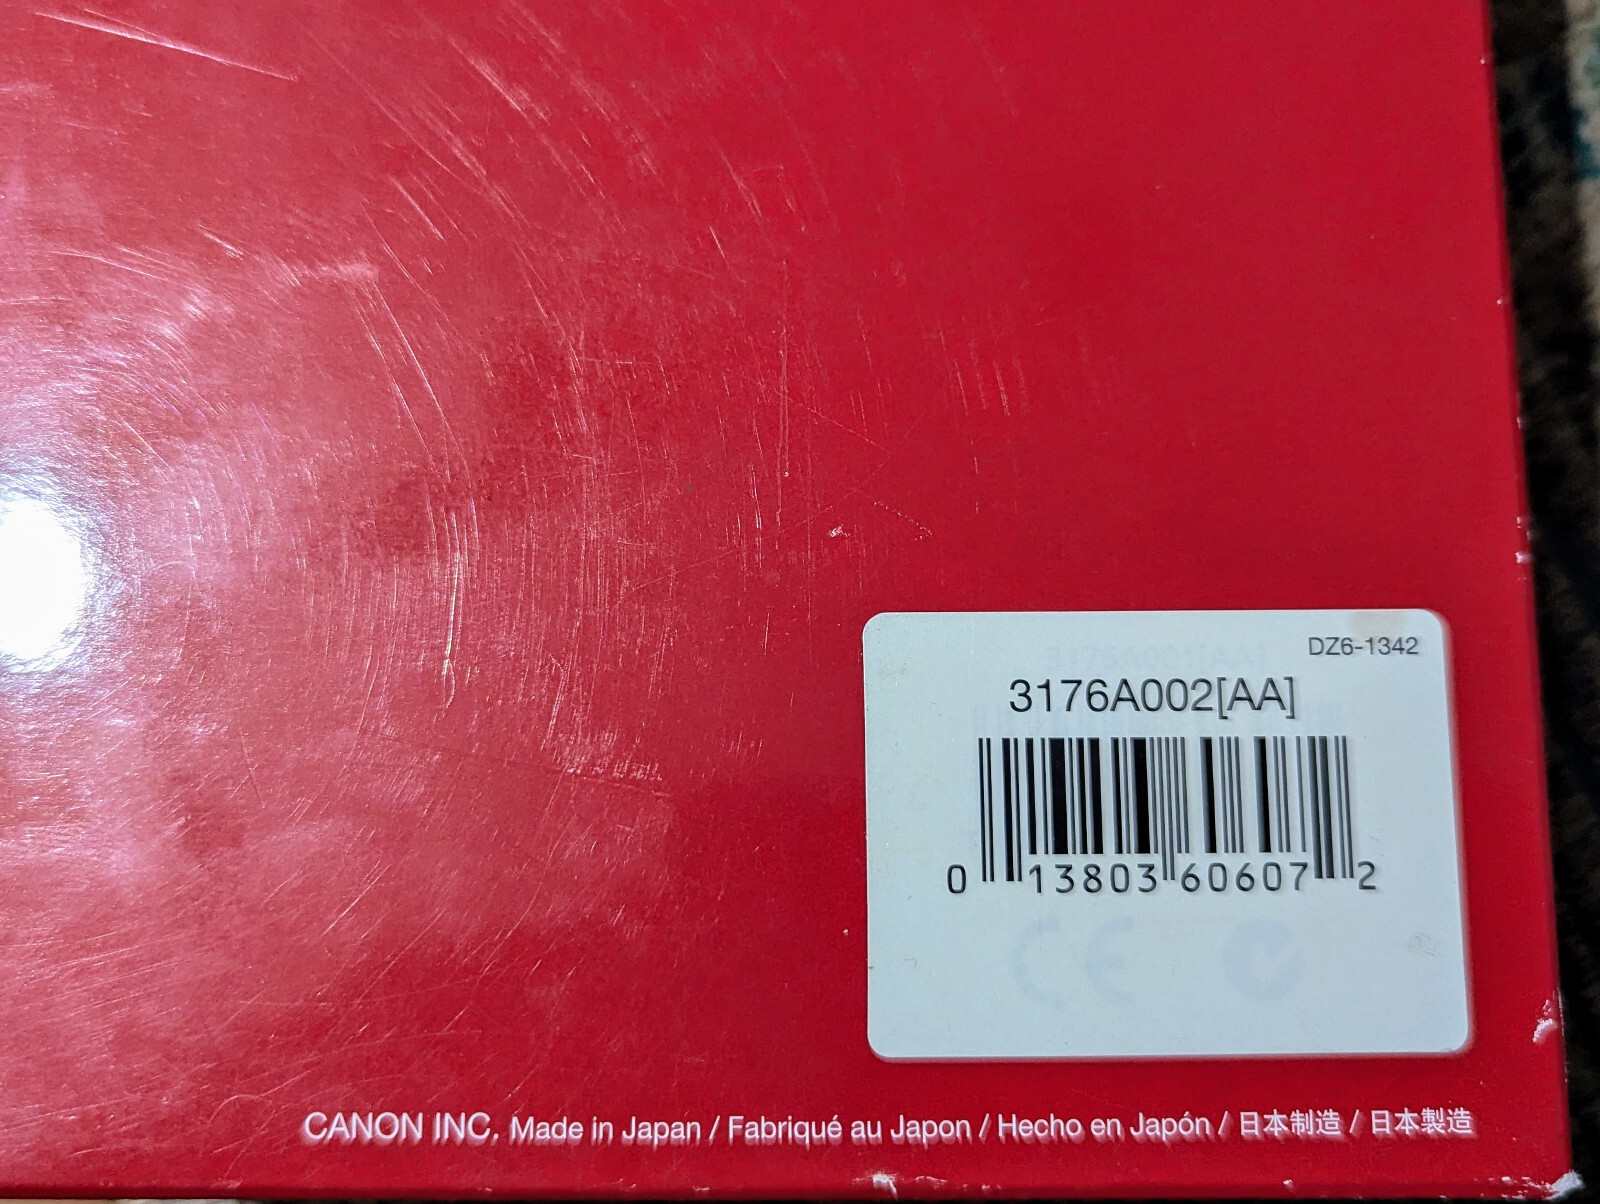 DZ6-1342
3176A002[AA]
0 13803 60607 2
CANON INC. Made in Japan / Fabriqué au Japon / Hecho en Japón / 日本制造 / 日本製造